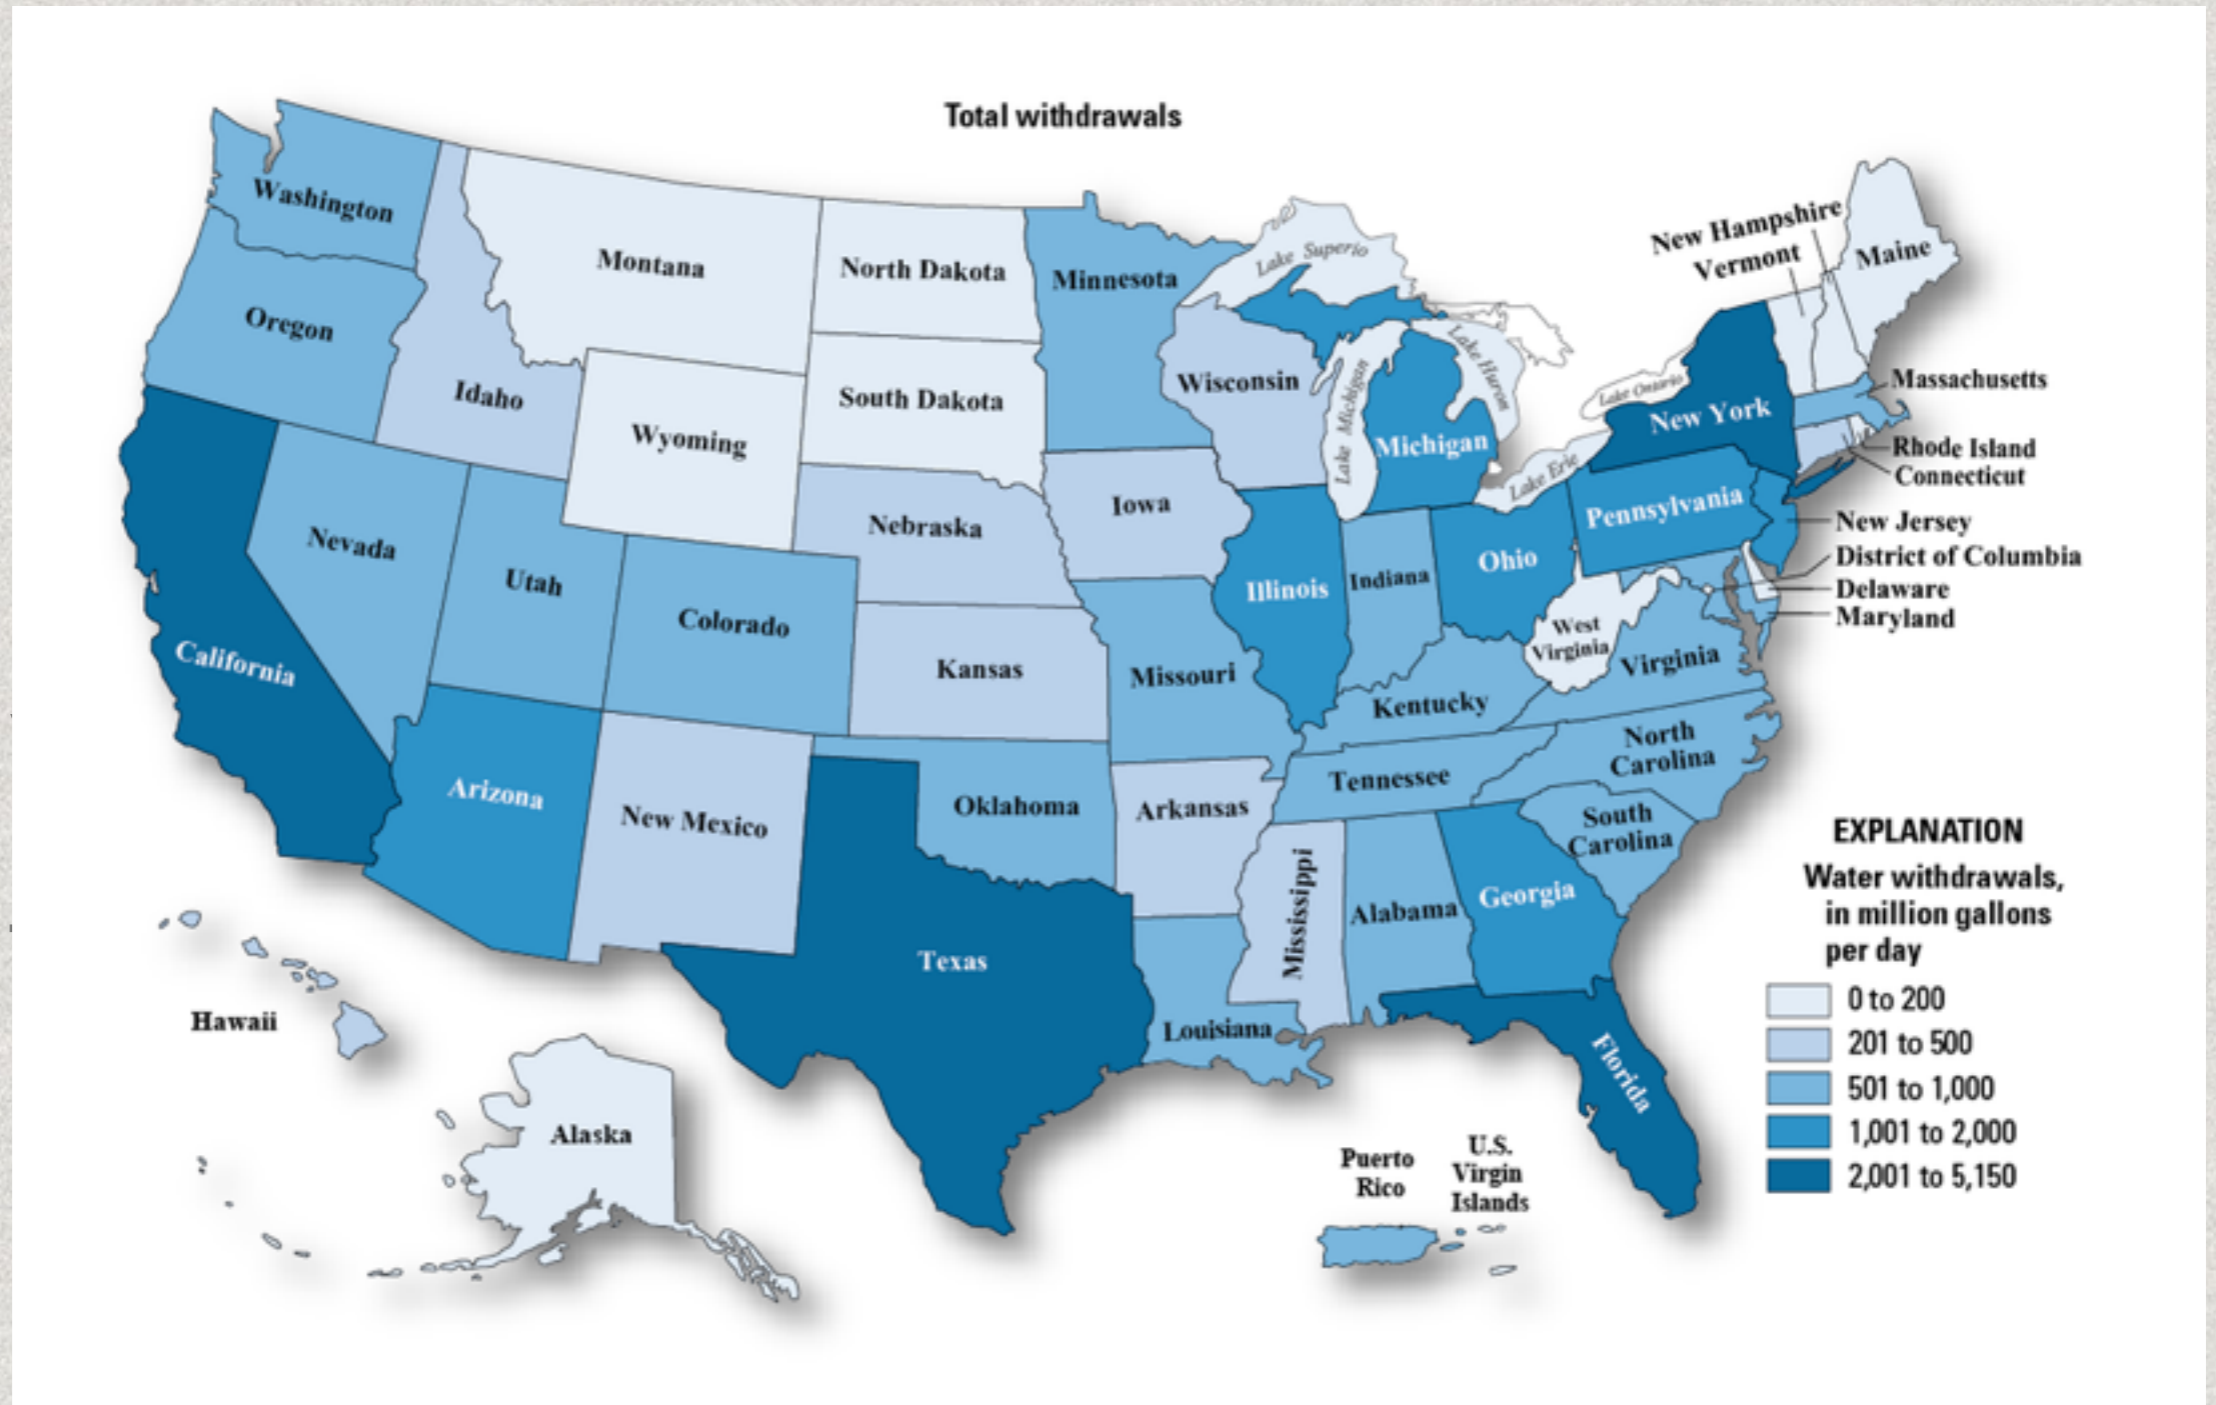 Total withdrawals
Washington
Oregon
California
Idaho
Nevada
Montana
Wyoming
Utah
Arizona
Colorado
New Mexico
North Dakota
South Dakota
Nebraska
Kansas
Oklahoma
Texas
Minnesota
Iowa
Missouri
Arkansas
Louisiana
Wisconsin
Illinois
Lake Superio
Lake Michigan
Lake Huron
Lake Erie
Lake Ontario
Michigan
Indiana
Ohio
Kentucky
Tennessee
Mississippi
Alabama
Georgia
Florida
South
Carolina
North
Carolina
Virginia
West
Virginia
Pennsylvania
New York
New Hampshire
Vermont
Maine
Massachusetts
Rhode Island
Connecticut
New Jersey
District of Columbia
Delaware
Maryland
Hawaii
Alaska
Puerto
Rico
U.S.
Virgin
Islands
EXPLANATION
Water withdrawals,
in million gallons
per day
0 to 200
201 to 500
501 to 1,000
1,001 to 2,000
2,001 to 5,150